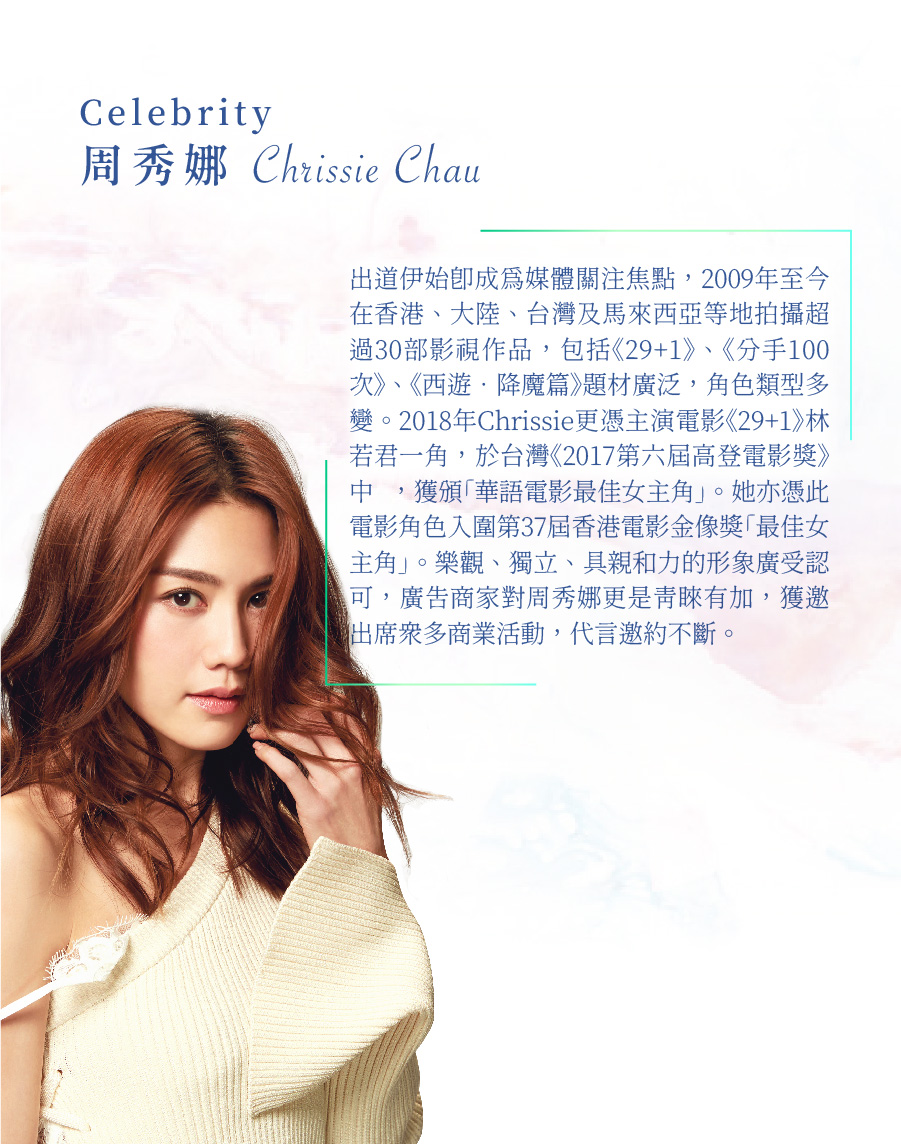 Celebrity
周秀娜 Chrissie Chau
出道伊始卽成爲媒體關注焦點，2009年至今
在香港、大陸、台灣及馬來西亞等地拍攝超
過30部影視作品，包括《29+1》、《分手100
次》、《西遊‧降魔篇》題材廣泛，角色類型多
變。2018年Chrissie更憑主演電影《29+1》林
若君一角，於台灣《2017第六屆高登電影獎》
中　，獲頒「華語電影最佳女主角」。她亦憑此
電影角色入圍第37屆香港電影金像獎「最佳女
主角」。樂觀、獨立、具親和力的形象廣受認
可，廣告商家對周秀娜更是靑睞有加，獲邀
出席衆多商業活動，代言邀約不斷。